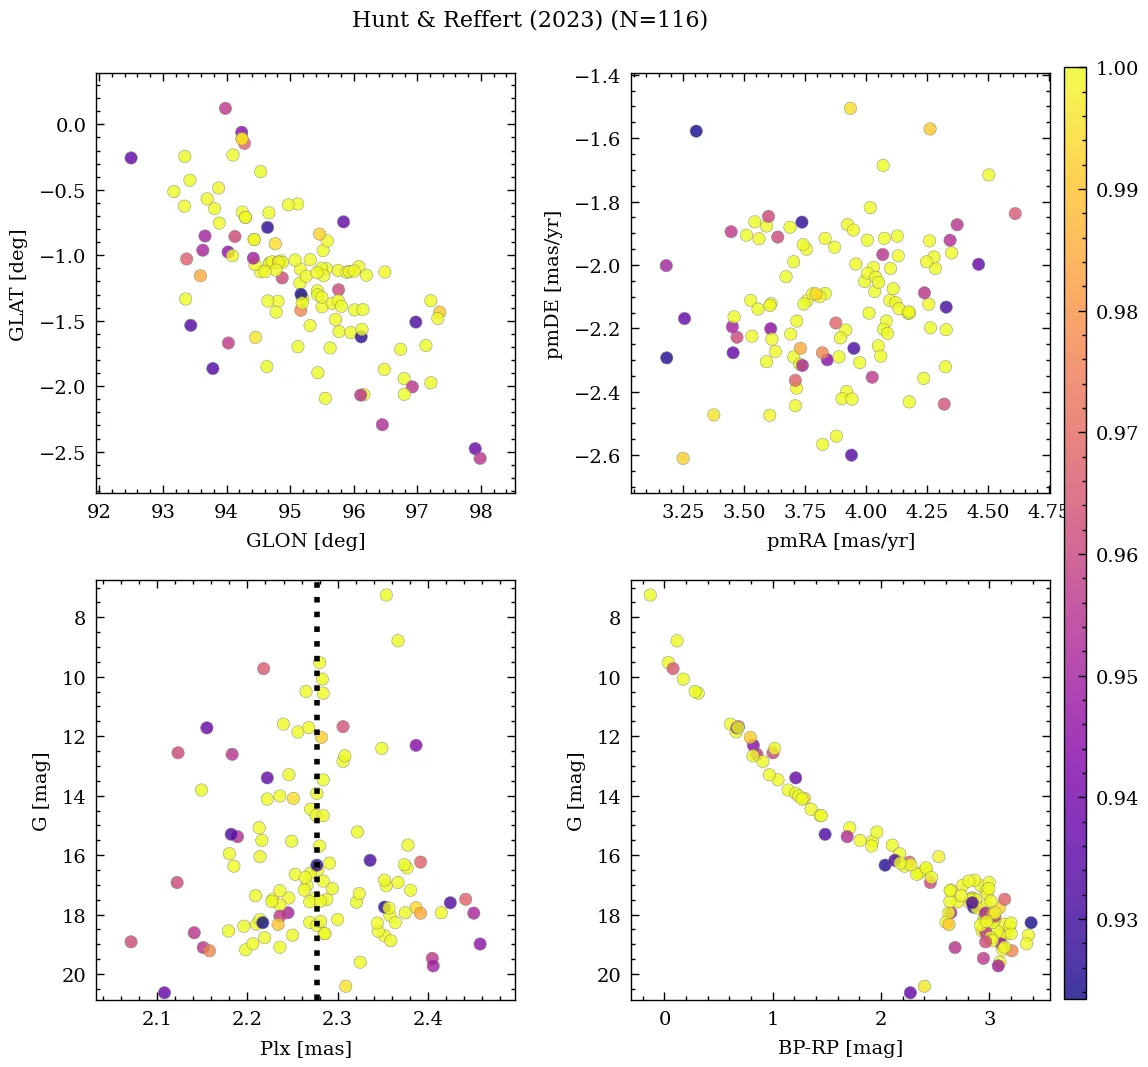 Hunt & Reffert (2023) (N=116)
0.0
−0.5
−1.0
−1.5
−2.0
−2.5
GLAT [deg]
92 93 94 95 96 97 98
GLON [deg]
−1.4
−1.6
−1.8
−2.0
−2.2
−2.4
−2.6
pmDE [mas/yr]
3.25 3.50 3.75 4.00 4.25 4.50 4.75
pmRA [mas/yr]
8
10
12
14
16
18
20
G [mag]
2.1 2.2 2.3 2.4
Plx [mas]
8
10
12
14
16
18
20
G [mag]
0 1 2 3
BP-RP [mag]
1.00
0.99
0.98
0.97
0.96
0.95
0.94
0.93